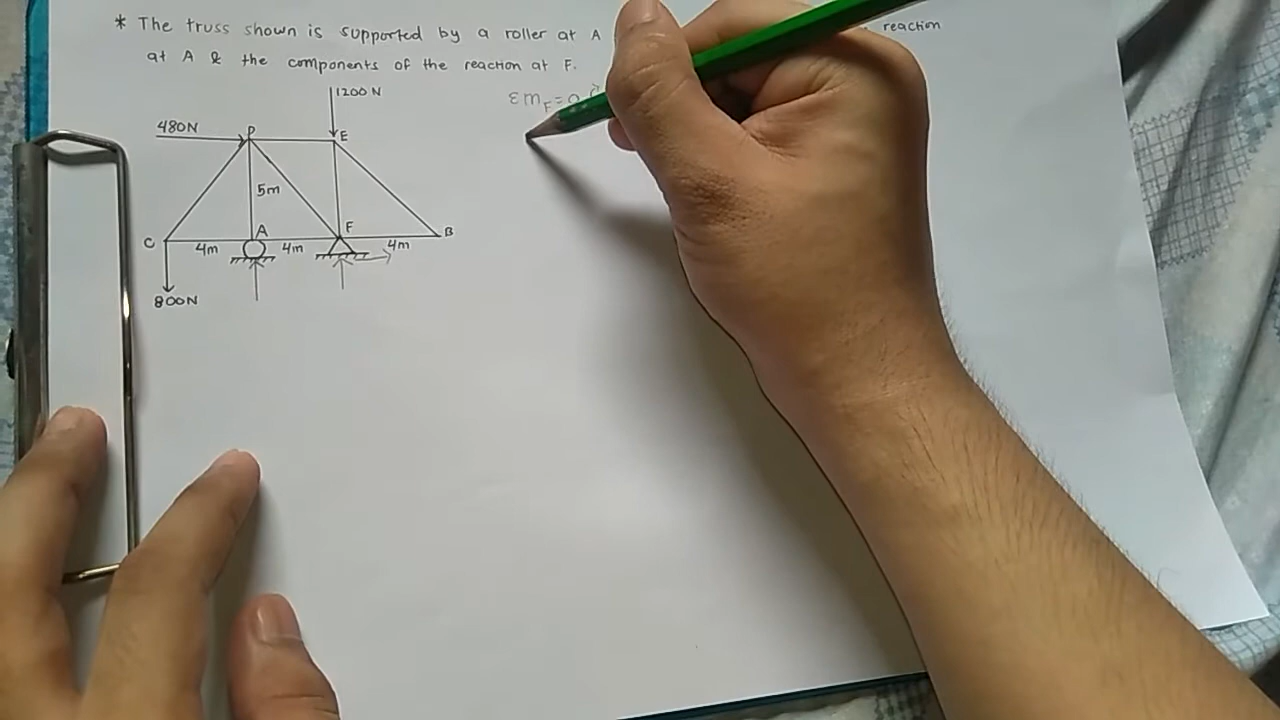 * The truss shown is supported by a roller at A reaction
at A & the components of the reaction at F.
1200 N
ΣMF=0
480N
D
E
5m
C
A
F
B
4m
4m
4m
800N